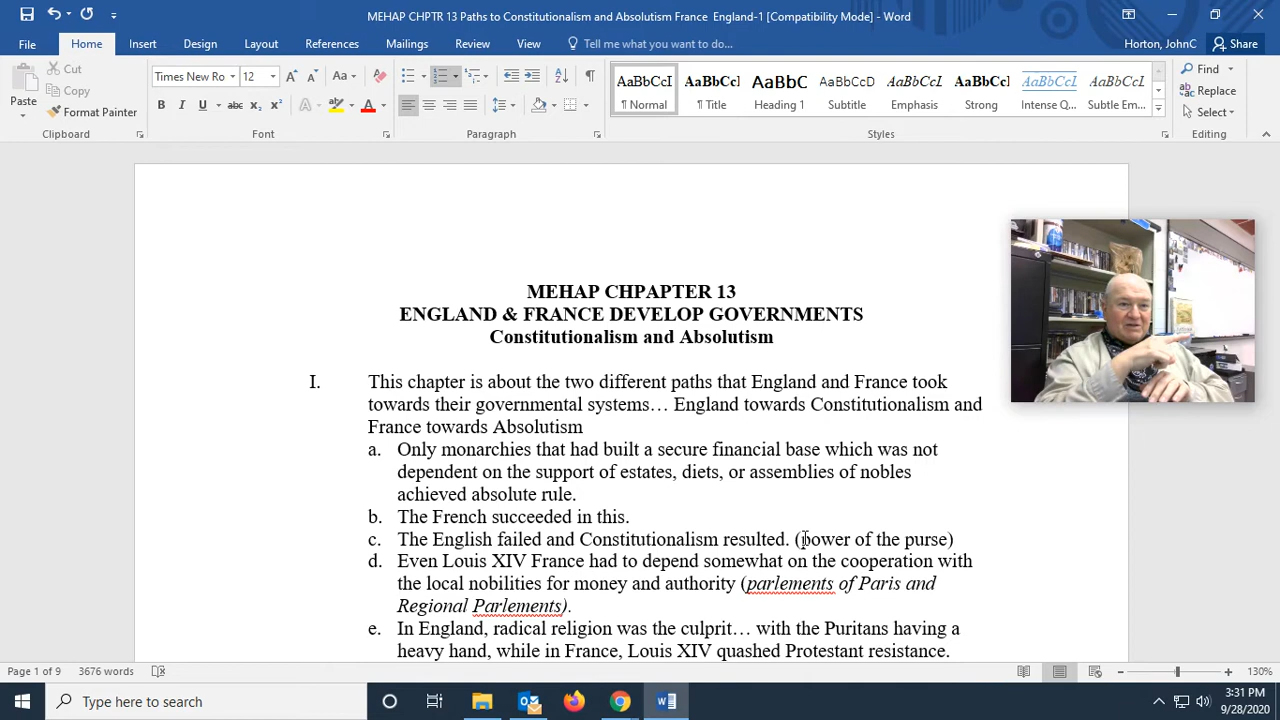 MEHAP CHPTR 13 Paths to Constitutionalism and Absolutism France England-1 [Compatibility Mode] - Word
File Home Insert Design Layout References Mailings Review View Tell me what you want to do... Horton, JohnC Share
Cut
Copy
Format Painter
Paste
Clipboard
Times New Ro 12
Font
Paragraph
AaBbCcI AaBbCcI AaBbC AaBbCcD AaBbCcI AaBbCcI AaBbCcI AaBbCcL
¶ Normal ¶ Title Heading 1 Subtitle Emphasis Strong Intense Q... Subtle Em...
Styles
Find
Replace
Select
Editing
MEHAP CHPAPTER 13
ENGLAND & FRANCE DEVELOP GOVERNMENTS
Constitutionalism and Absolutism
I. This chapter is about the two different paths that England and France took
towards their governmental systems… England towards Constitutionalism and
France towards Absolutism
a. Only monarchies that had built a secure financial base which was not
dependent on the support of estates, diets, or assemblies of nobles
achieved absolute rule.
b. The French succeeded in this.
c. The English failed and Constitutionalism resulted. (power of the purse)
d. Even Louis XIV France had to depend somewhat on the cooperation with
the local nobilities for money and authority (parlements of Paris and
Regional Parlements).
e. In England, radical religion was the culprit… with the Puritans having a
heavy hand, while in France, Louis XIV quashed Protestant resistance.
Page 1 of 9 3676 words 130%
Type here to search
3:31 PM
9/28/2020